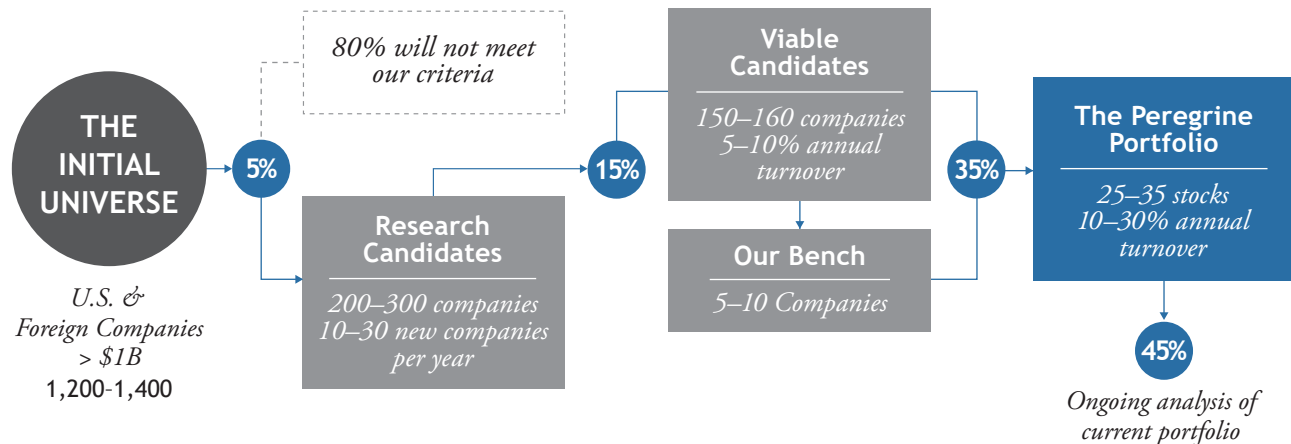 THE
INITIAL
UNIVERSE
U.S. &
Foreign Companies
> $1B
1,200-1,400
5%
80% will not meet
our criteria
Research
Candidates
200–300 companies
10–30 new companies
per year
15%
Viable
Candidates
150–160 companies
5–10% annual
turnover
Our Bench
5–10 Companies
35%
The Peregrine
Portfolio
25–35 stocks
10–30% annual
turnover
45%
Ongoing analysis of
current portfolio